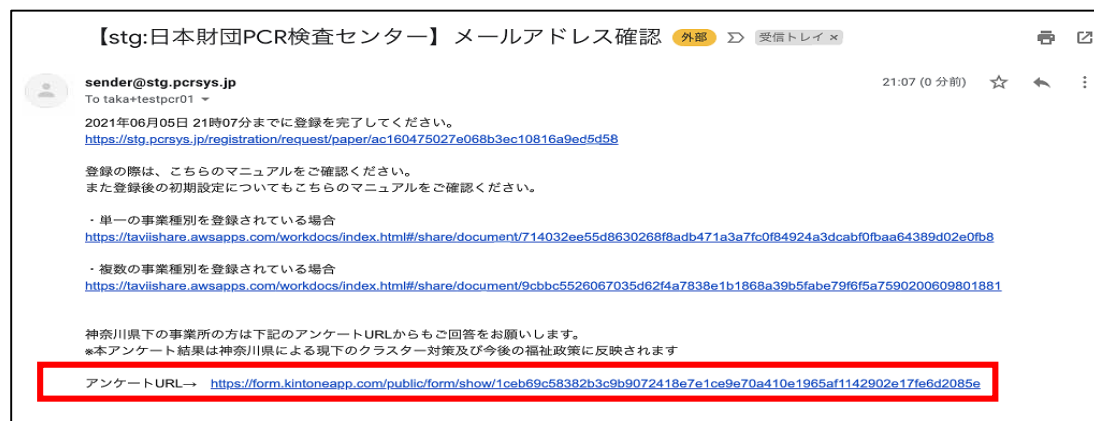 【stg:日本財団PCR検査センター】メールアドレス確認 外部 受信トレイ ×
sender@stg.pcrsys.jp 21:07 (0 分前)
To taka+testpcr01
2021年06月05日 21時07分までに登録を完了してください。
https://stg.pcrsys.jp/registration/request/paper/ac160475027e068b3ec10816a9ed5d58
登録の際は、こちらのマニュアルをご確認ください。
また登録後の初期設定についてもこちらのマニュアルをご確認ください。
・単一の事業種別を登録されている場合
https://taviishare.awsapps.com/workdocs/index.html#/share/document/714032ee55d8630268f8adb471a3a7fc0f84924a3dcabf0fbaa64389d02e0fb8
・複数の事業種別を登録されている場合
https://taviishare.awsapps.com/workdocs/index.html#/share/document/9cbbc5526067035d62f4a7838e1b1868a39b5fabe79f6f5a7590200609801881
神奈川県下の事業所の方は下記のアンケートURLからもご回答をお願いします。
※本アンケート結果は神奈川県による現下のクラスター対策及び今後の福祉政策に反映されます
アンケートURL→ https://form.kintoneapp.com/public/form/show/1ceb69c58382b3c9b9072418e7e1ce9e70a410e1965af1142902e17fe6d2085e